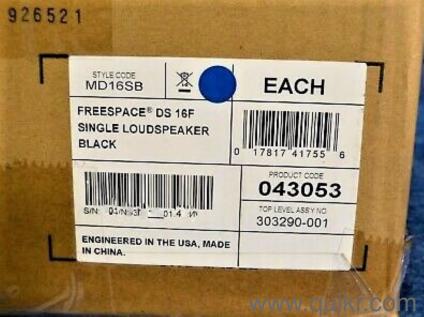 926521
STYLE CODE
MD16SB
EACH
FREESPACE® DS 16F
SINGLE LOUDSPEAKER
BLACK
0 17817 41755 6
PRODUCT CODE
043053
S/N:
TOP LEVEL ASS'Y NO
303290-001
ENGINEERED IN THE USA, MADE
IN CHINA.
www.quikr.com